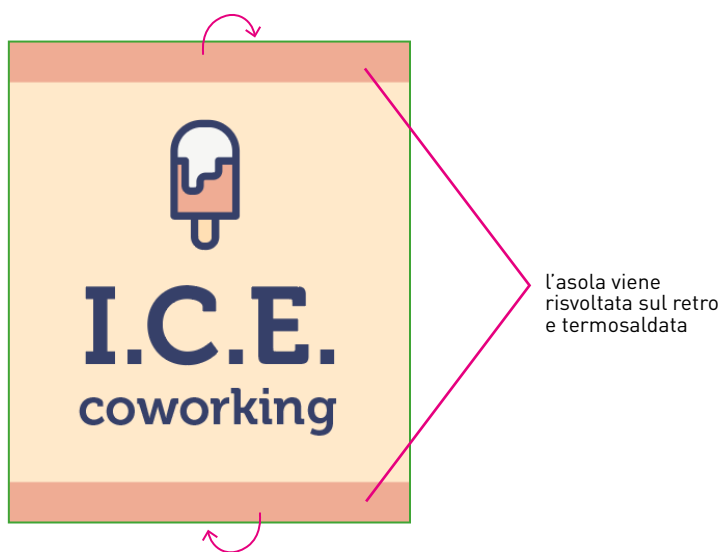 I.C.E.
coworking
l’asola viene
risvoltata sul retro
e termosaldata